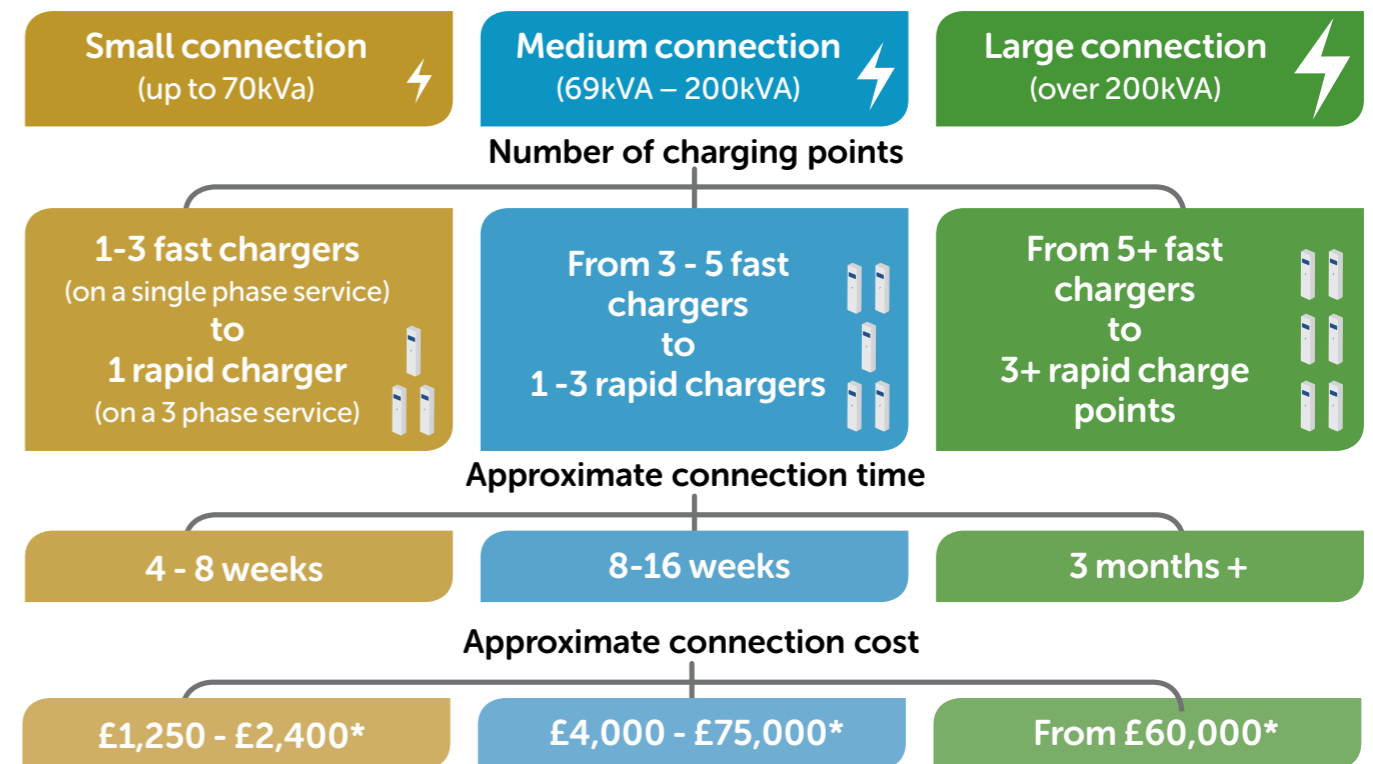 Small connection
(up to 70kVa)
Medium connection
(69kVA – 200kVA)
Large connection
(over 200kVA)
Number of charging points
1-3 fast chargers
(on a single phase service)
to
1 rapid charger
(on a 3 phase service)
From 3 - 5 fast
chargers
to
1 -3 rapid chargers
From 5+ fast
chargers
to
3+ rapid charge
points
Approximate connection time
4 - 8 weeks
8-16 weeks
3 months +
Approximate connection cost
£1,250 - £2,400*
£4,000 - £75,000*
From £60,000*